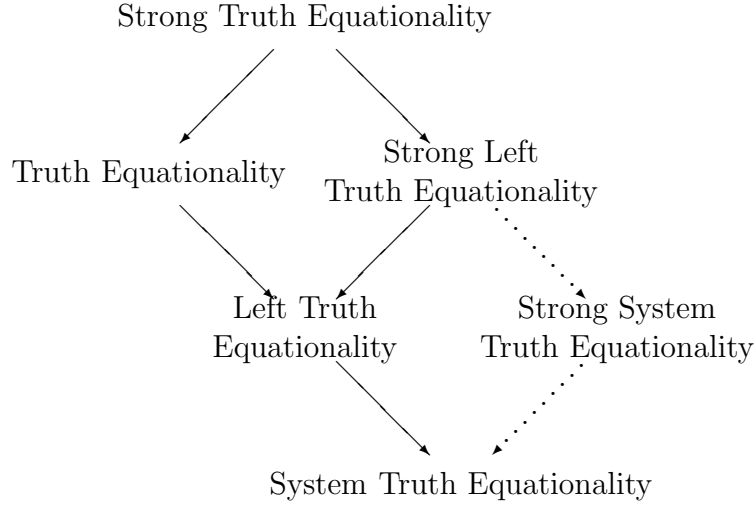 Strong Truth Equationality
Truth Equationality
Strong Left
Truth Equationality
Left Truth
Equationality
Strong System
Truth Equationality
System Truth Equationality